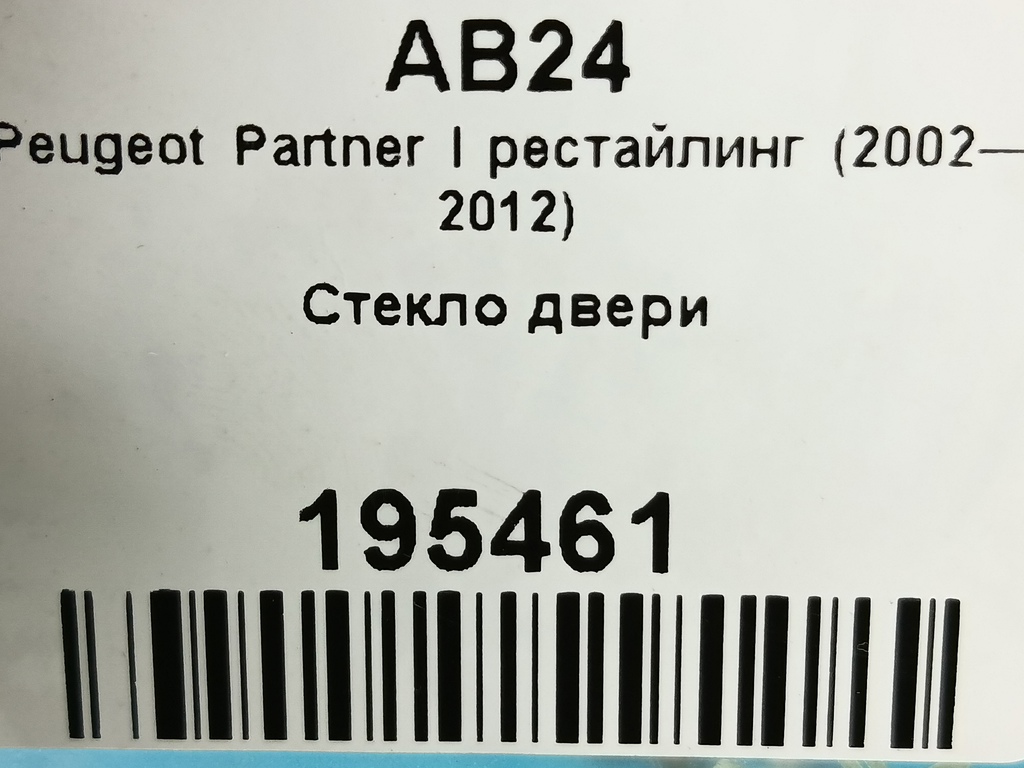 AB24
Peugeot Partner I рестайлинг (2002—
2012)
Стекло двери
195461